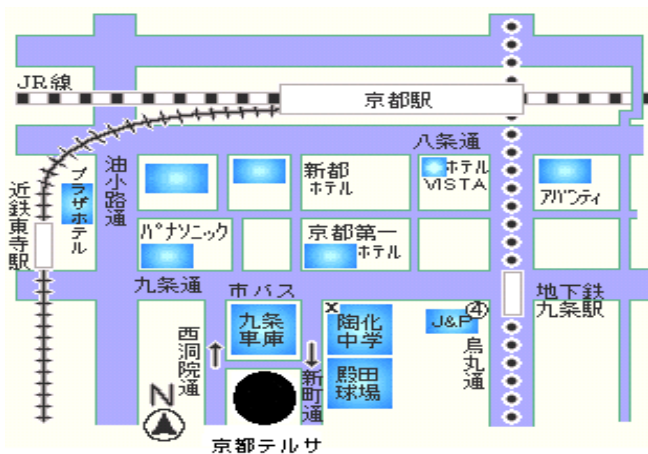 JR線
京都駅
八条通
油小路通
新都
ホテル
ホテル
VISTA
アバンティ
プラザホテル
近鉄東寺駅
パナソニック
京都第一
ホテル
九条通
市バス
地下鉄
九条駅
西洞院通
九条
車庫
x
陶化
中学
J&P
④
烏丸通
新町通
殿田
球場
N
京都テルサ